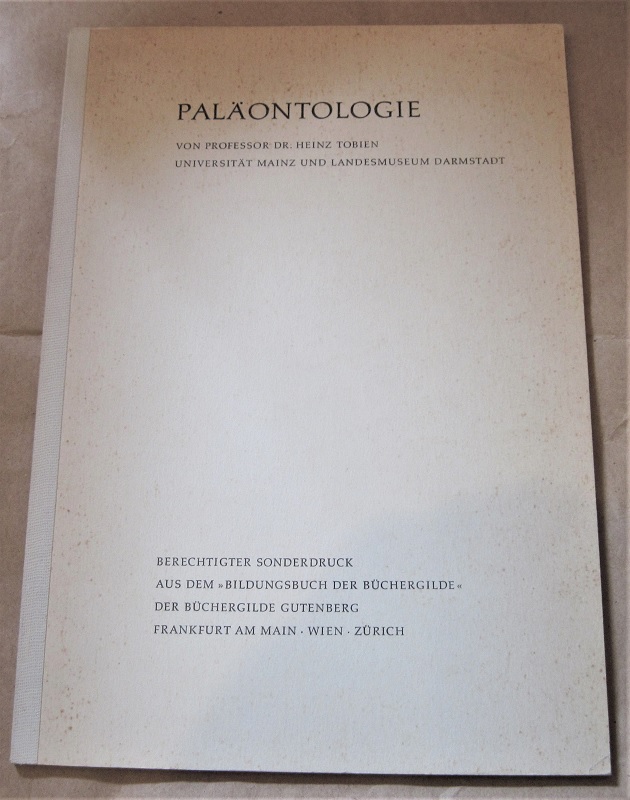 PALÄONTOLOGIE
VON PROFESSOR DR. HEINZ TOBIEN
UNIVERSITÄT MAINZ UND LANDESMUSEUM DARMSTADT
BERECHTIGTER SONDERDRUCK
AUS DEM »BILDUNGSBUCH DER BÜCHERGILDE«
DER BÜCHERGILDE GUTENBERG
FRANKFURT AM MAIN · WIEN · ZÜRICH